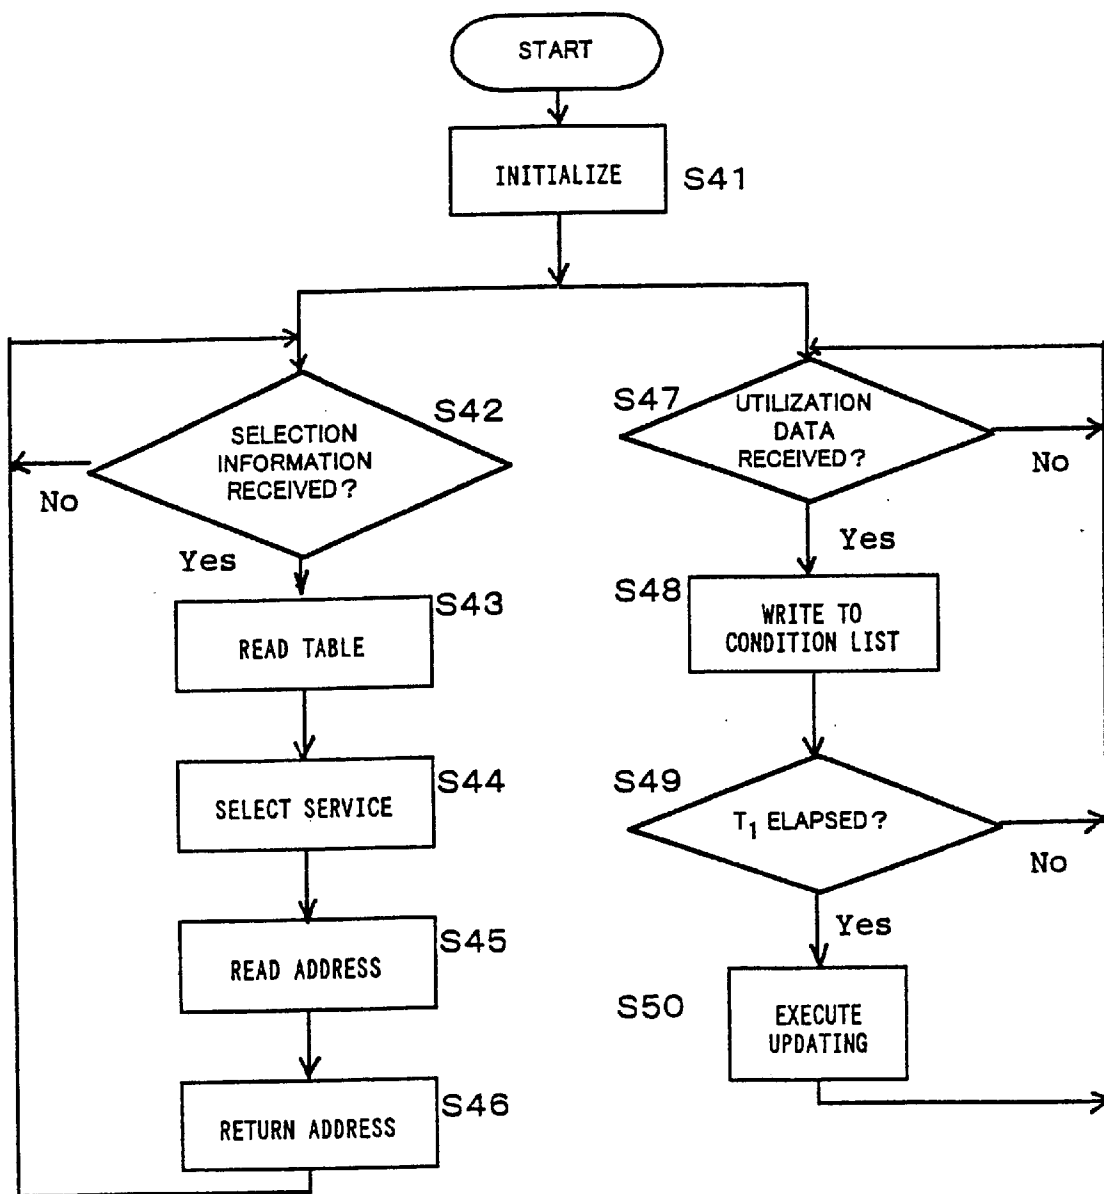 START
INITIALIZE
S41
S42
SELECTION
INFORMATION
RECEIVED?
No
Yes
S43
READ TABLE
S44
SELECT SERVICE
S45
READ ADDRESS
S46
RETURN ADDRESS
S47
UTILIZATION
DATA
RECEIVED?
No
Yes
S48
WRITE TO
CONDITION LIST
S49
T1 ELAPSED?
No
Yes
S50
EXECUTE
UPDATING